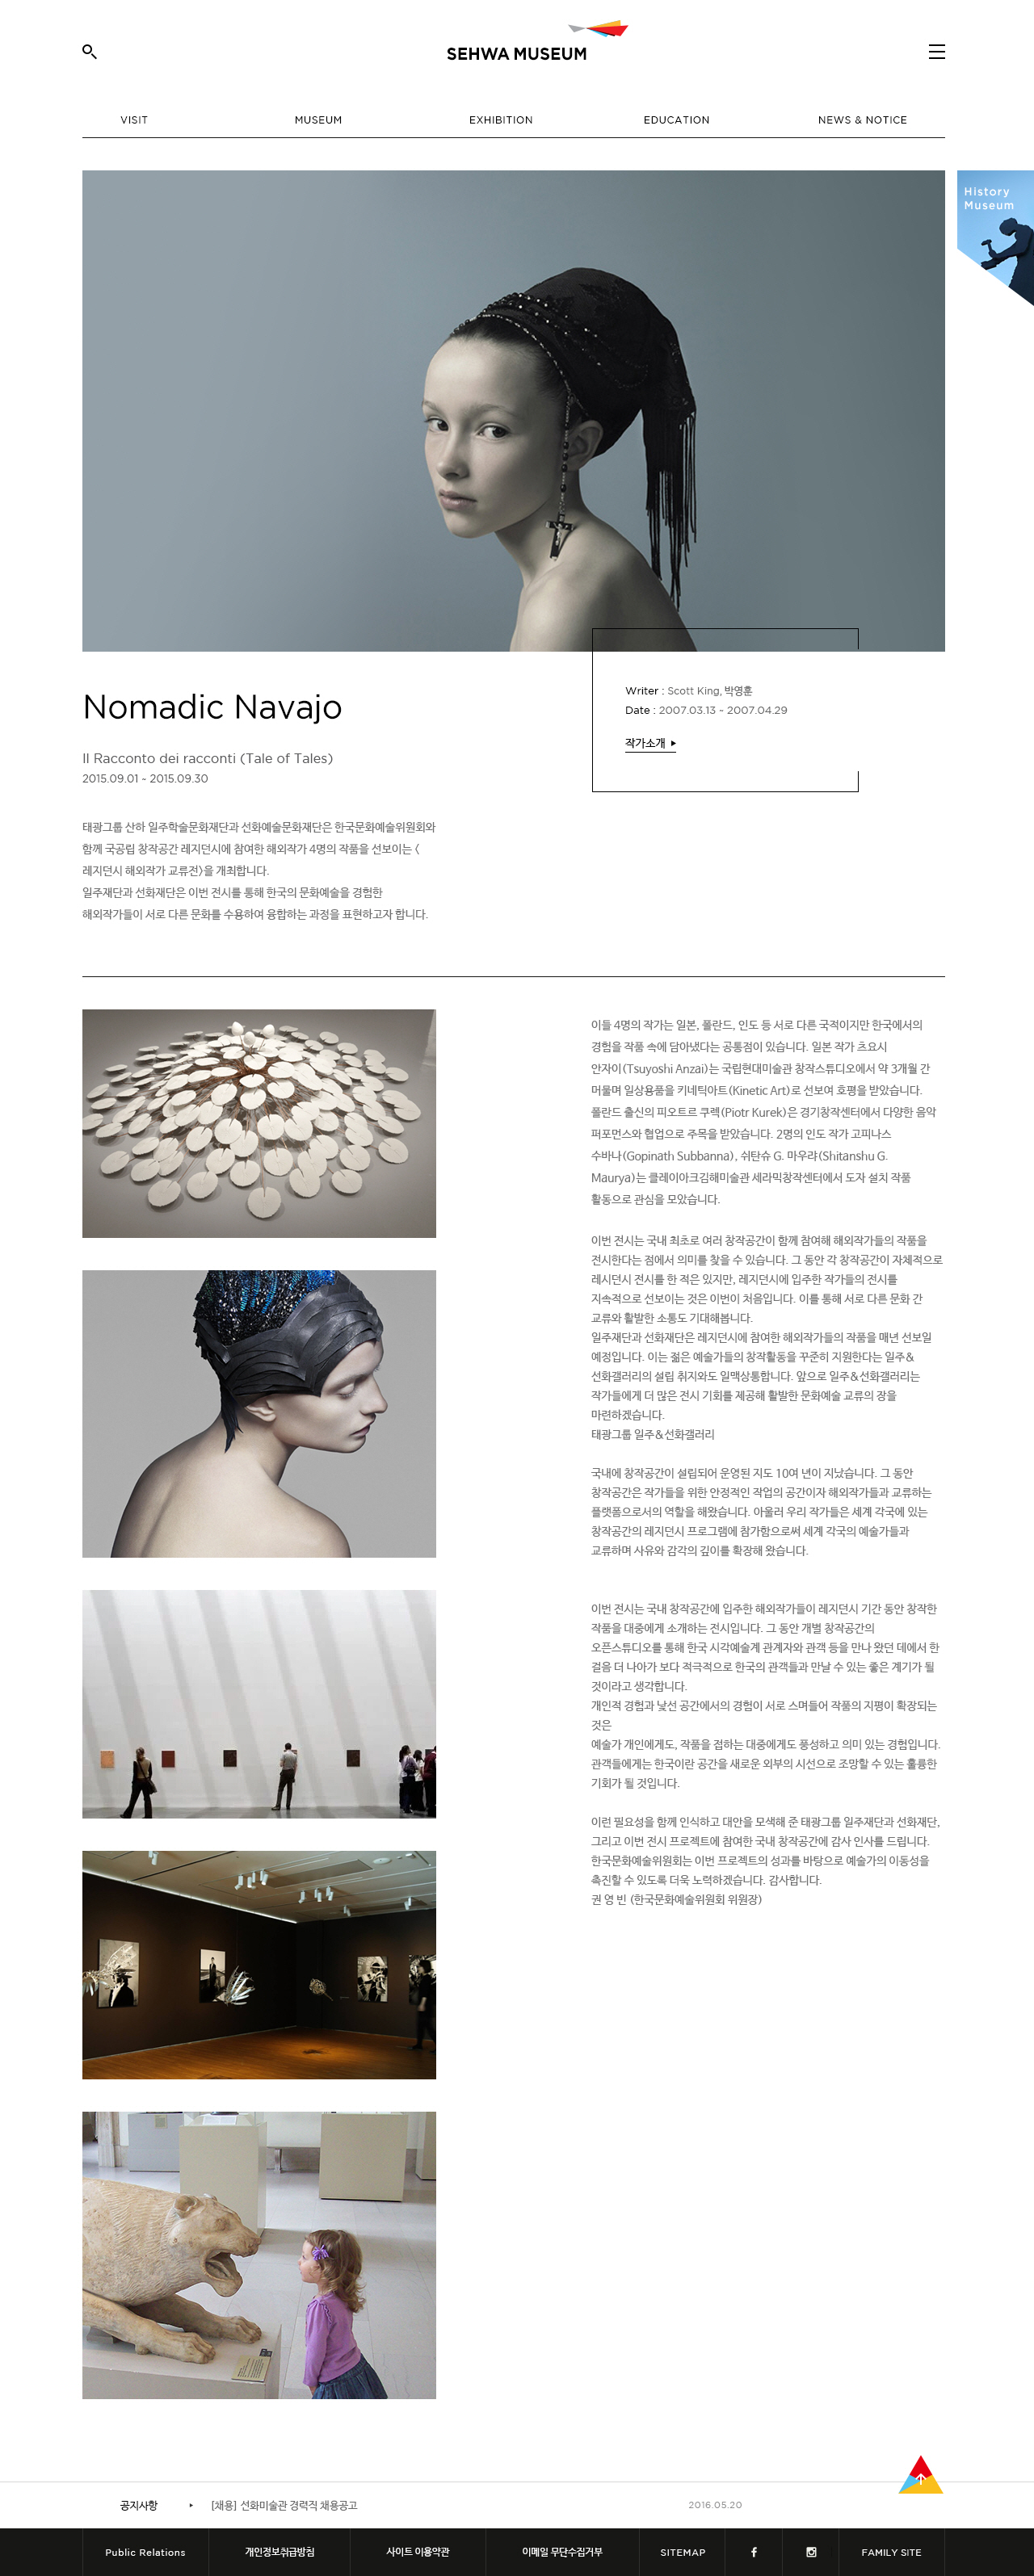 SEHWA MUSEUM
VISIT
MUSEUM
EXHIBITION
EDUCATION
NEWS & NOTICE
History
Museum
Nomadic Navajo
Il Racconto dei racconti (Tale of Tales)
2015.09.01 ~ 2015.09.30
Writer : Scott King, 박영훈
Date : 2007.03.13 ~ 2007.04.29
작가소개
태광그룹 산하 일주학술문화재단과 선화예술문화재단은 한국문화예술위원회와
함께 국공립 창작공간 레지던시에 참여한 해외작가 4명의 작품을 선보이는 〈
레지던시 해외작가 교류전〉을 개최합니다.
일주재단과 선화재단은 이번 전시를 통해 한국의 문화예술을 경험한
해외작가들이 서로 다른 문화를 수용하여 융합하는 과정을 표현하고자 합니다.
이들 4명의 작가는 일본, 폴란드, 인도 등 서로 다른 국적이지만 한국에서의
경험을 작품 속에 담아냈다는 공통점이 있습니다. 일본 작가 츠요시
안자이(Tsuyoshi Anzai)는 국립현대미술관 창작스튜디오에서 약 3개월 간
머물며 일상용품을 키네틱아트(Kinetic Art)로 선보여 호평을 받았습니다.
폴란드 출신의 피오트르 쿠렉(Piotr Kurek)은 경기창작센터에서 다양한 음악
퍼포먼스와 협업으로 주목을 받았습니다. 2명의 인도 작가 고피나스
수바나(Gopinath Subbanna), 쉬탄슈 G. 마우랴(Shitanshu G.
Maurya)는 클레이아크김해미술관 세라믹창작센터에서 도자 설치 작품
활동으로 관심을 모았습니다.
이번 전시는 국내 최초로 여러 창작공간이 함께 참여해 해외작가들의 작품을
전시한다는 점에서 의미를 찾을 수 있습니다. 그 동안 각 창작공간이 자체적으로
레시던시 전시를 한 적은 있지만, 레지던시에 입주한 작가들의 전시를
지속적으로 선보이는 것은 이번이 처음입니다. 이를 통해 서로 다른 문화 간
교류와 활발한 소통도 기대해봅니다.
일주재단과 선화재단은 레지던시에 참여한 해외작가들의 작품을 매년 선보일
예정입니다. 이는 젊은 예술가들의 창작활동을 꾸준히 지원한다는 일주&
선화갤러리의 설립 취지와도 일맥상통합니다. 앞으로 일주&선화갤러리는
작가들에게 더 많은 전시 기회를 제공해 활발한 문화예술 교류의 장을
마련하겠습니다.
태광그룹 일주&선화갤러리
국내에 창작공간이 설립되어 운영된 지도 10여 년이 지났습니다. 그 동안
창작공간은 작가들을 위한 안정적인 작업의 공간이자 해외작가들과 교류하는
플랫폼으로서의 역할을 해왔습니다. 아울러 우리 작가들은 세계 각국에 있는
창작공간의 레지던시 프로그램에 참가함으로써 세계 각국의 예술가들과
교류하며 사유와 감각의 깊이를 확장해 왔습니다.
이번 전시는 국내 창작공간에 입주한 해외작가들이 레지던시 기간 동안 창작한
작품을 대중에게 소개하는 전시입니다. 그 동안 개별 창작공간의
오픈스튜디오를 통해 한국 시각예술계 관계자와 관객 등을 만나 왔던 데에서 한
걸음 더 나아가 보다 적극적으로 한국의 관객들과 만날 수 있는 좋은 계기가 될
것이라고 생각합니다.
개인적 경험과 낯선 공간에서의 경험이 서로 스며들어 작품의 지평이 확장되는
것은
예술가 개인에게도, 작품을 접하는 대중에게도 풍성하고 의미 있는 경험입니다.
관객들에게는 한국이란 공간을 새로운 외부의 시선으로 조망할 수 있는 훌륭한
기회가 될 것입니다.
이런 필요성을 함께 인식하고 대안을 모색해 준 태광그룹 일주재단과 선화재단,
그리고 이번 전시 프로젝트에 참여한 국내 창작공간에 감사 인사를 드립니다.
한국문화예술위원회는 이번 프로젝트의 성과를 바탕으로 예술가의 이동성을
촉진할 수 있도록 더욱 노력하겠습니다. 감사합니다.
권 영 빈 (한국문화예술위원회 위원장)
공지사항
[채용] 선화미술관 경력직 채용공고
2016.05.20
Public Relations
개인정보취급방침
사이트 이용약관
이메일 무단수집거부
SITEMAP
FAMILY SITE